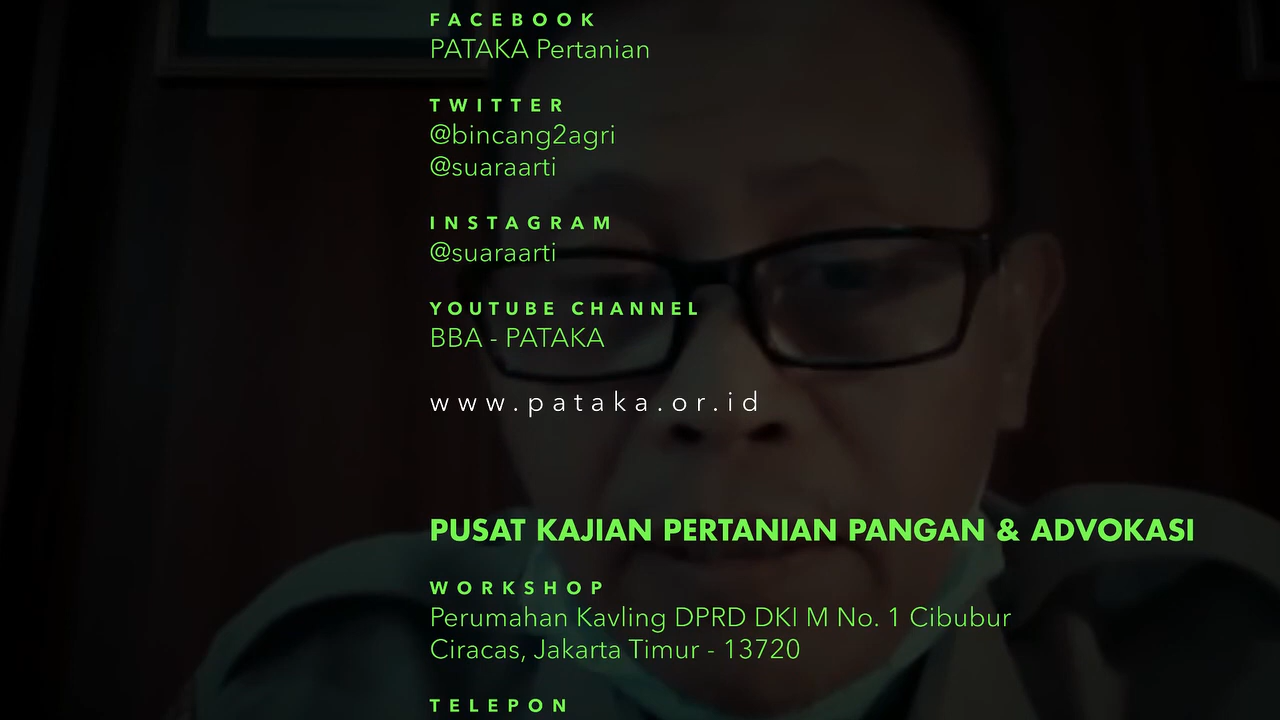 FACEBOOK
PATAKA Pertanian
TWITTER
@bincang2agri
@suaraarti
INSTAGRAM
@suaraarti
YOUTUBE CHANNEL
BBA - PATAKA
www.pataka.or.id
PUSAT KAJIAN PERTANIAN PANGAN & ADVOKASI
WORKSHOP
Perumahan Kavling DPRD DKI M No. 1 Cibubur
Ciracas, Jakarta Timur - 13720
TELEPON